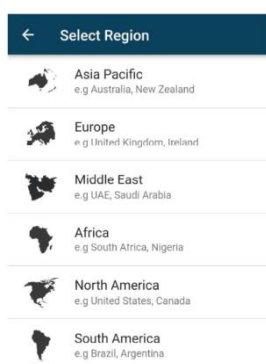 Select Region
Asia Pacific
e.g Australia, New Zealand
Europe
e.g United Kingdom, Ireland
Middle East
e.g UAE, Saudi Arabia
Africa
e.g South Africa, Nigeria
North America
e.g United States, Canada
South America
e.g Brazil, Argentina